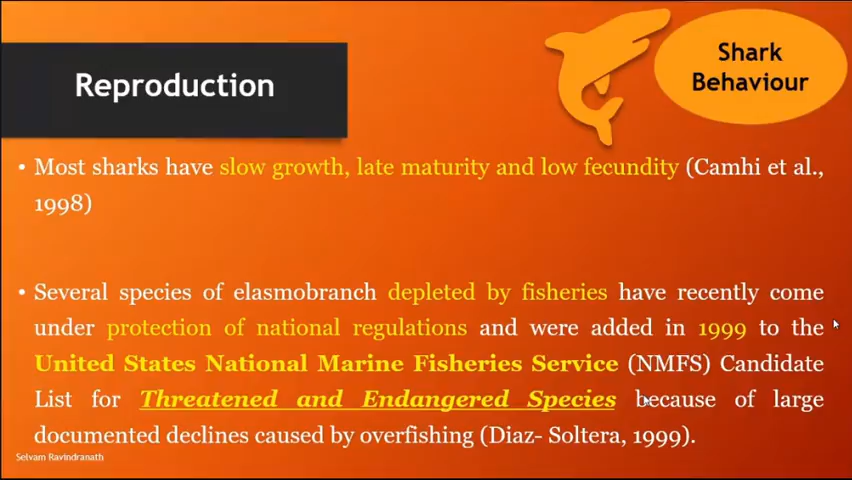 Shark
Behaviour
Reproduction
• Most sharks have slow growth, late maturity and low fecundity (Camhi et al.,
1998)
• Several species of elasmobranch depleted by fisheries have recently come
under protection of national regulations and were added in 1999 to the
United States National Marine Fisheries Service (NMFS) Candidate
List for Threatened and Endangered Species because of large
documented declines caused by overfishing (Diaz- Soltera, 1999).
Selvam Ravindranath